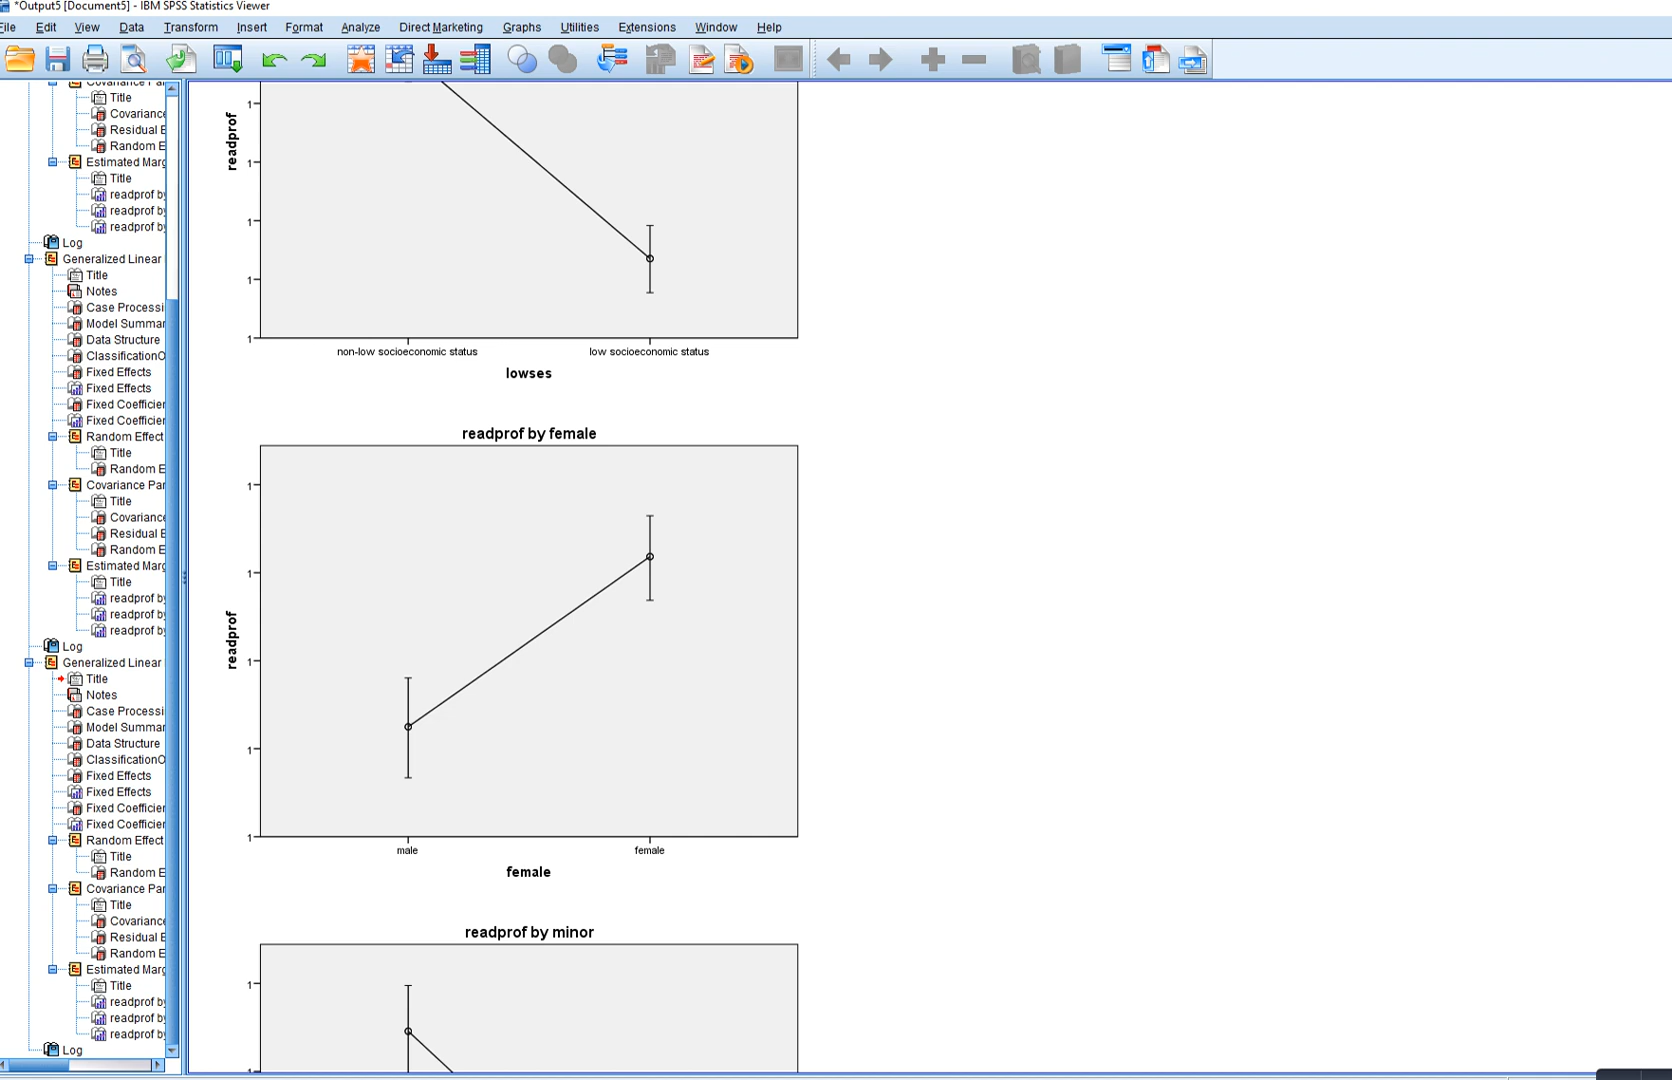 *Output5 [Document5] - IBM SPSS Statistics Viewer
File Edit View Data Transform Insert Format Analyze Direct Marketing Graphs Utilities Extensions Window Help
Covariance Par
Title
Covariance
Residual E
Random E
Estimated Marg
Title
readprof by
readprof by
readprof by
Log
Generalized Linear
Title
Notes
Case Processi
Model Summar
Data Structure
ClassificationO
Fixed Effects
Fixed Effects
Fixed Coefficien
Fixed Coefficien
Random Effect
Title
Random E
Covariance Par
Title
Covariance
Residual E
Random E
Estimated Marg
Title
readprof by
readprof by
readprof by
Log
Generalized Linear
Title
Notes
Case Processi
Model Summar
Data Structure
ClassificationO
Fixed Effects
Fixed Effects
Fixed Coefficien
Fixed Coefficien
Random Effect
Title
Random E
Covariance Par
Title
Covariance
Residual E
Random E
Estimated Marg
Title
readprof by
readprof by
readprof by
Log
readprof
1
1
1
1
1
non-low socioeconomic status low socioeconomic status
lowses
readprof by female
readprof
1
1
1
1
1
male female
female
readprof by minor
1
1